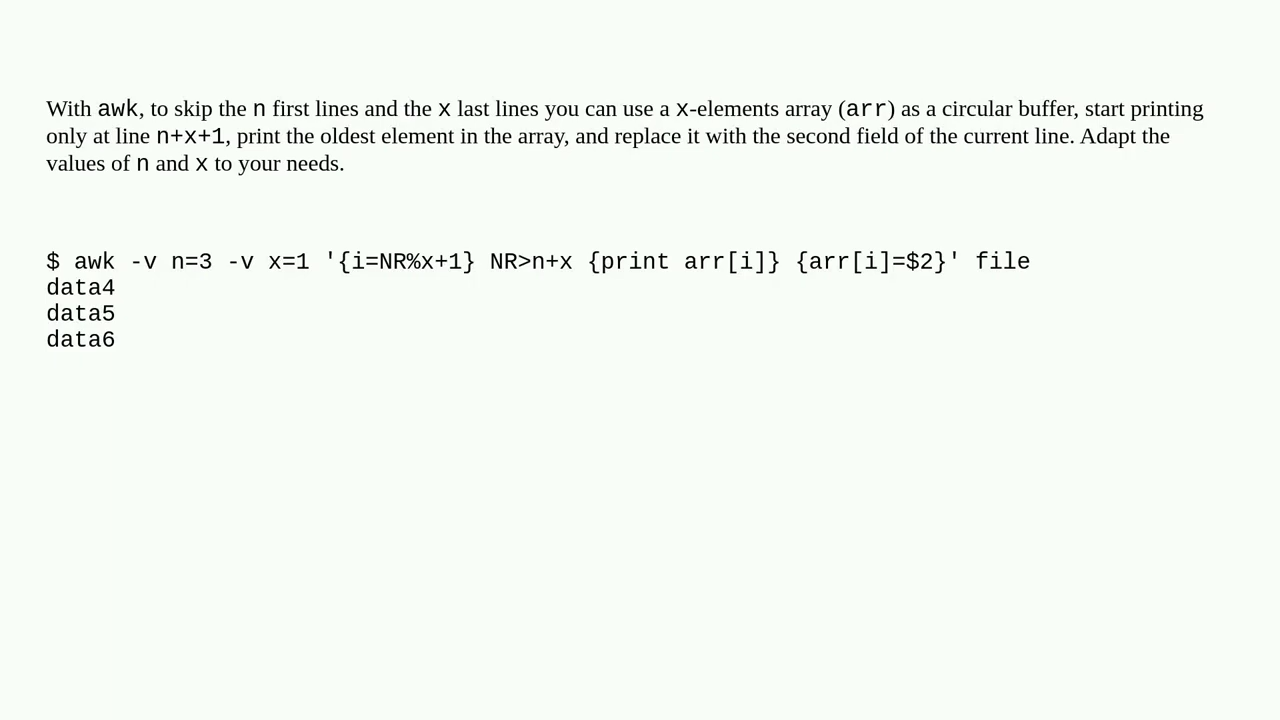 With awk, to skip the n first lines and the x last lines you can use a x-elements array (arr) as a circular buffer, start printing
only at line n+x+1, print the oldest element in the array, and replace it with the second field of the current line. Adapt the
values of n and x to your needs.
$ awk -v n=3 -v x=1 '{i=NR%x+1} NR>n+x {print arr[i]} {arr[i]=$2}' file
data4
data5
data6